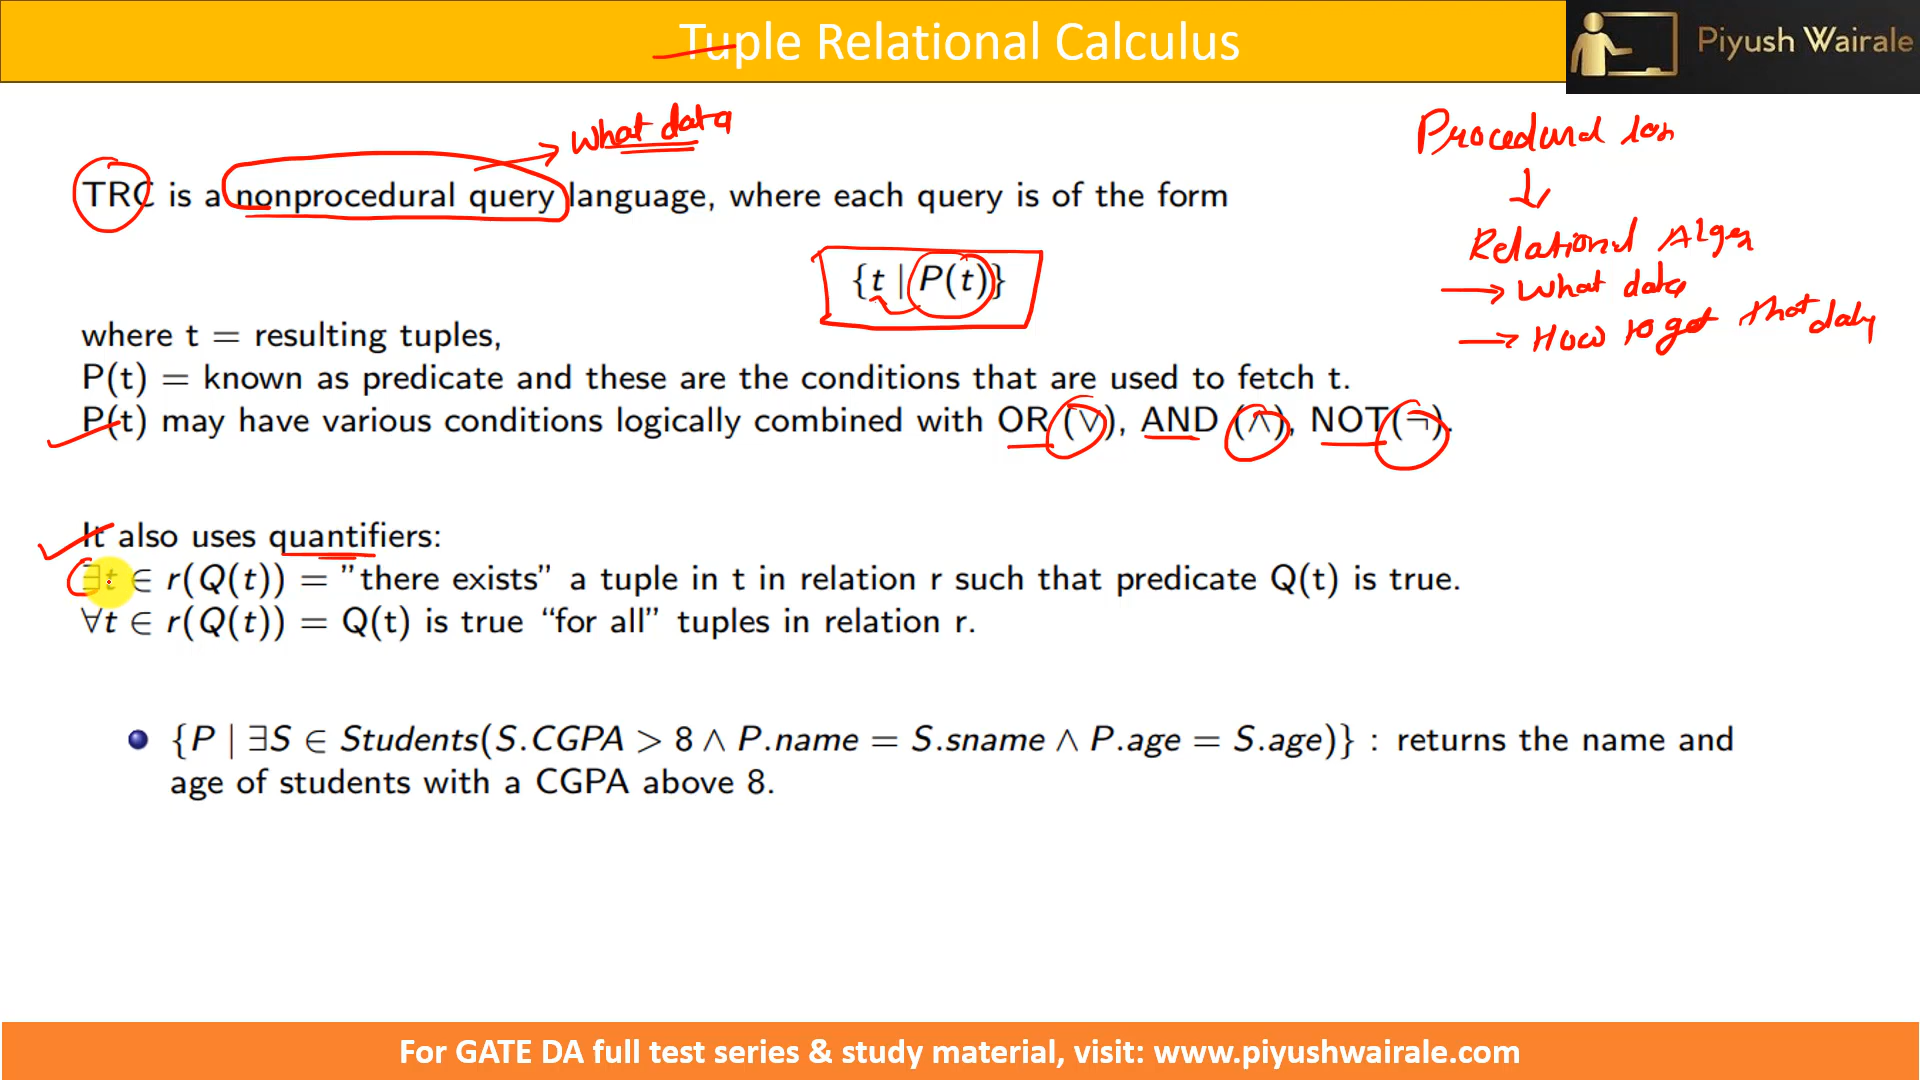 Tuple Relational Calculus
Piyush Wairale
What data
Procedural lan
TRC is a nonprocedural query language, where each query is of the form
Relational Alger
{t | P(t)}
What data
How to get that
where t = resulting tuples,
P(t) = known as predicate and these are the conditions that are used to fetch t.
P(t) may have various conditions logically combined with OR (∨), AND (∧), NOT(¬).
It also uses quantifiers:
∃t ∈ r(Q(t)) = ”there exists” a tuple in t in relation r such that predicate Q(t) is true.
∀t ∈ r(Q(t)) = Q(t) is true “for all” tuples in relation r.
{P | ∃S ∈ Students(S.CGPA > 8 ∧ P.name = S.sname ∧ P.age = S.age)} : returns the name and
age of students with a CGPA above 8.
For GATE DA full test series & study material, visit: www.piyushwairale.com